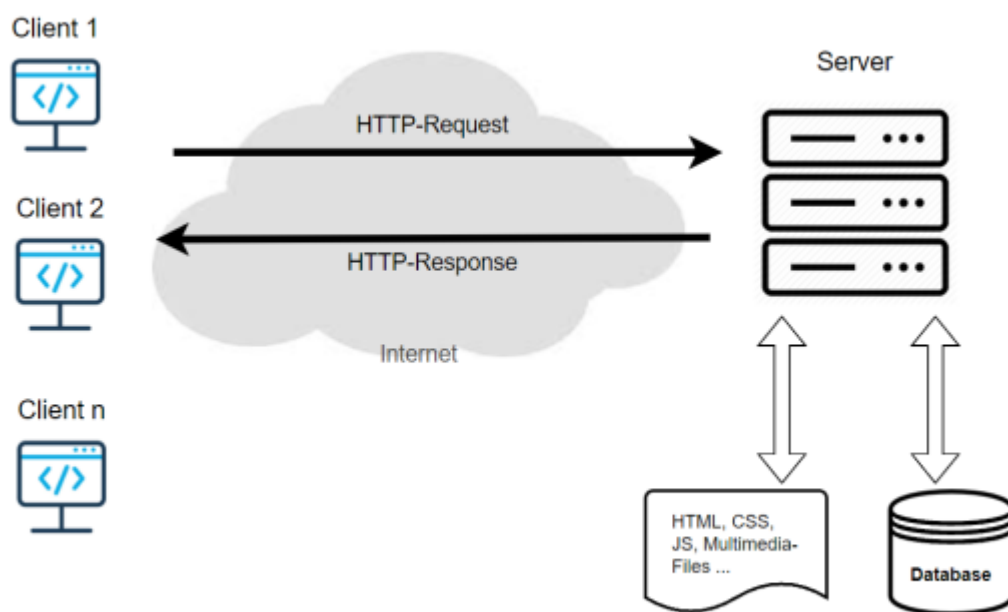 Client 1
Server
HTTP-Request
Client 2
HTTP-Response
Internet
Client n
HTML, CSS,
JS, Multimedia-
Files ...
Database